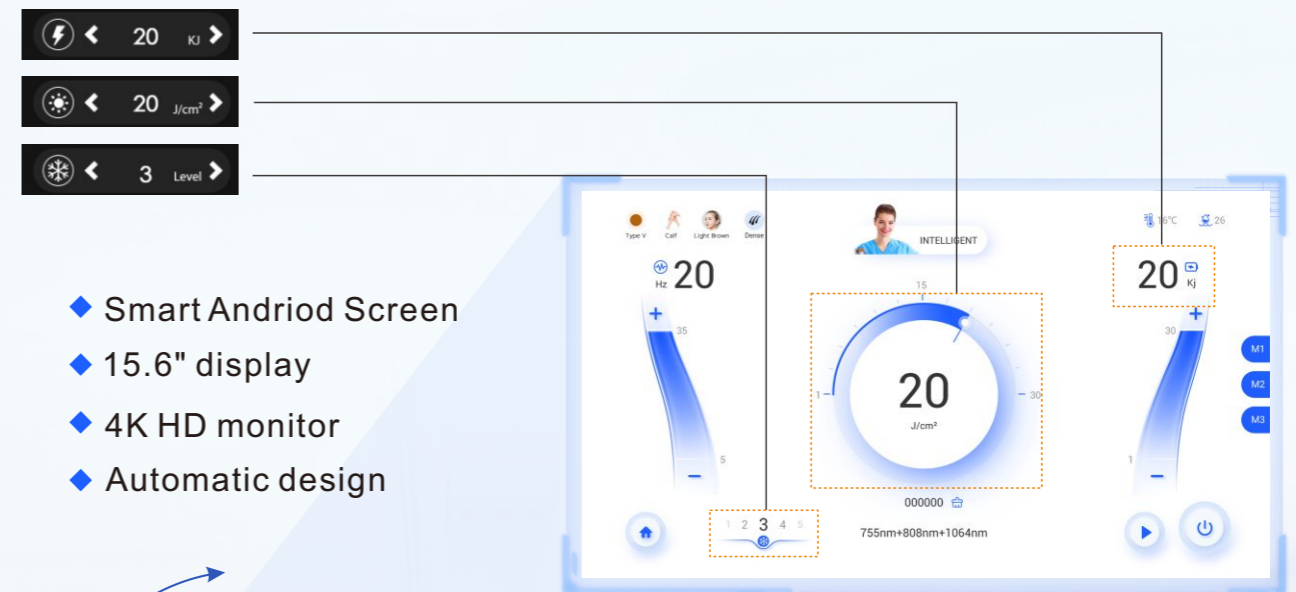 20 KJ
20 J/cm²
3 Level
Smart Andriod Screen
15.6" display
4K HD monitor
Automatic design
Type V Calf Light Brown Dense
INTELLIGENT
16°C 26
Hz 20
20 Kj
15
35
30
1 30
20
J/cm²
M1
M2
M3
5
1
000000
1 2 3 4 5
755nm+808nm+1064nm